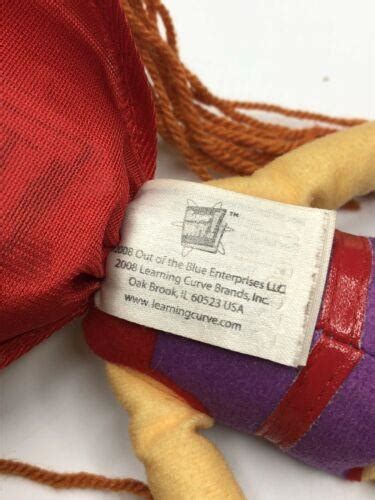 ™
2008 Out of the Blue Enterprises LLC
2008 Learning Curve Brands, Inc.
Oak Brook, IL 60523 USA
www.learningcurve.com